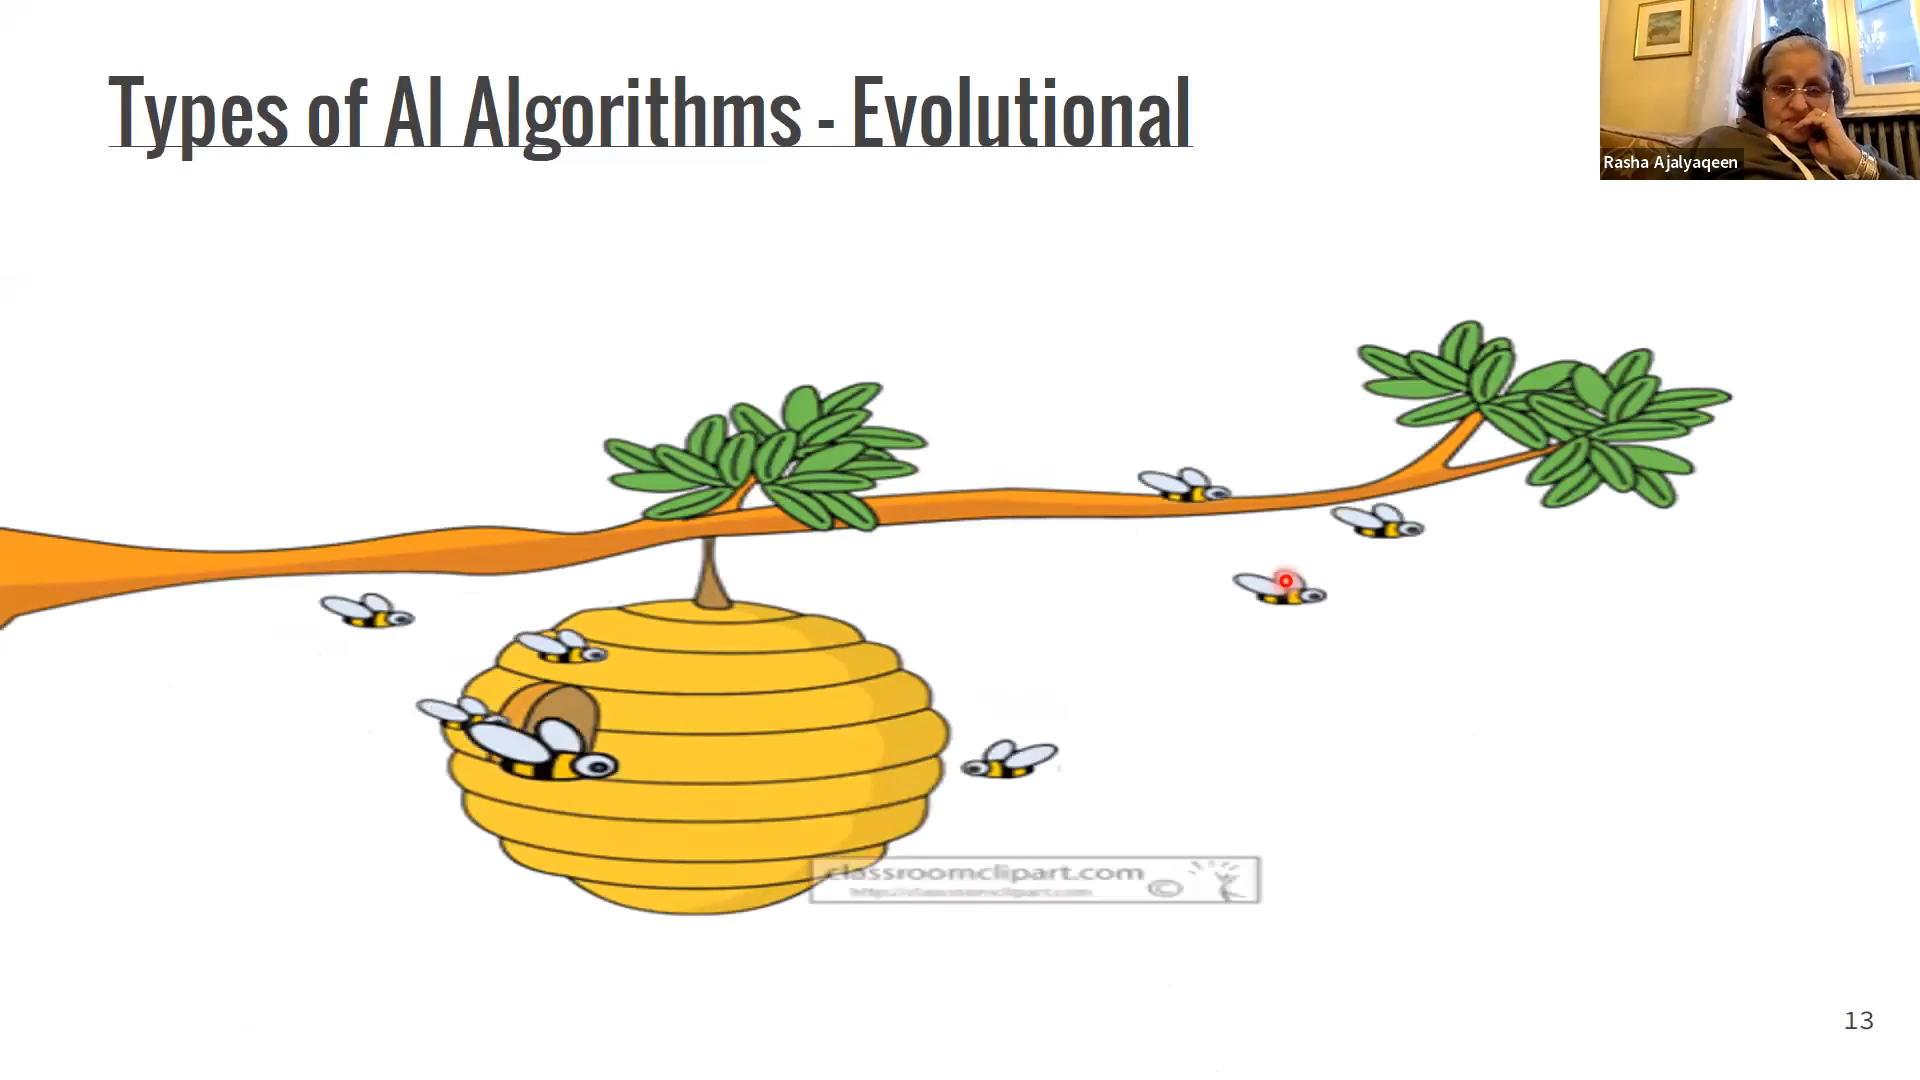 Types of AI Algorithms - Evolutional
Rasha Ajalyaqeen
classroomclipart.com
©
13